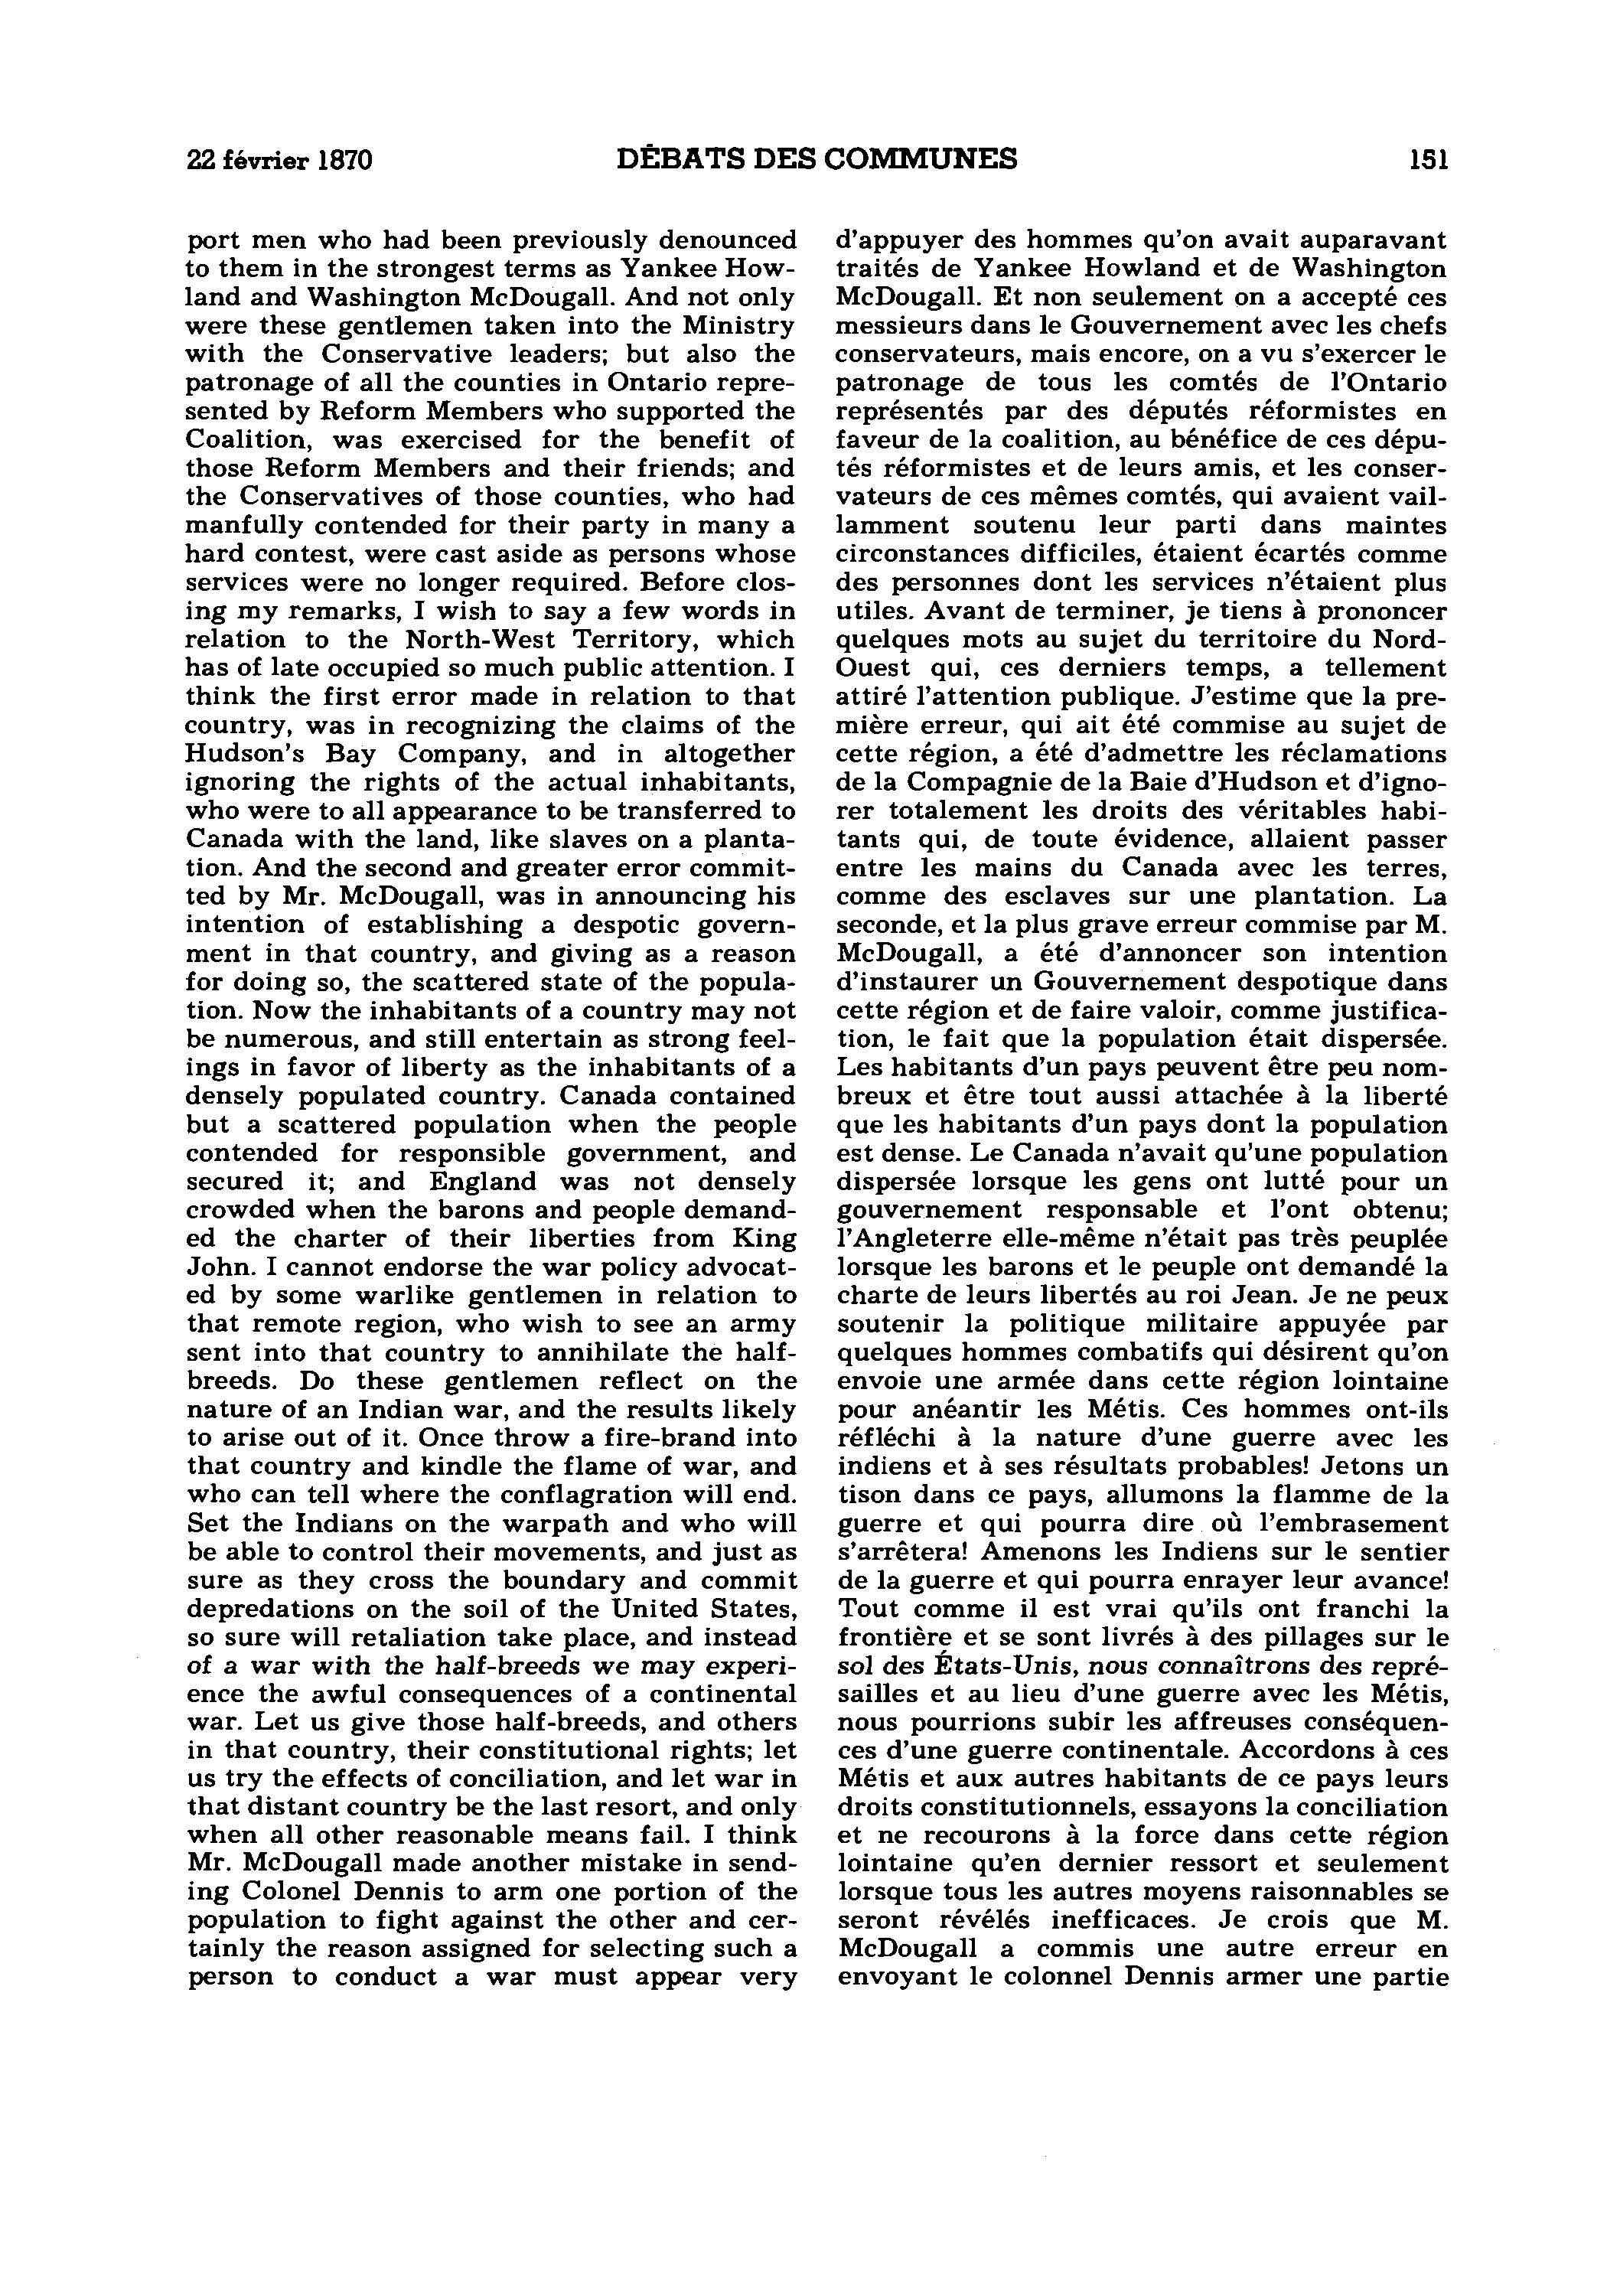 22 février 1870 DÉBATS DES COMMUNES 151
port men who had been previously denounced
to them in the strongest terms as Yankee How-
land and Washington McDougall. And not only
were these gentlemen taken into the Ministry
with the Conservative leaders; but also the
patronage of all the counties in Ontario repre-
sented by Reform Members who supported the
Coalition, was exercised for the benefit of
those Reform Members and their friends; and
the Conservatives of those counties, who had
manfully contended for their party in many a
hard contest, were cast aside as persons whose
services were no longer required. Before clos-
ing my remarks, I wish to say a few words in
relation to the North-West Territory, which
has of late occupied so much public attention. I
think the first error made in relation to that
country, was in recognizing the claims of the
Hudson's Bay Company, and in altogether
ignoring the rights of the actual inhabitants,
who were to all appearance to be transferred to
Canada with the land, like slaves on a planta-
tion. And the second and greater error commit-
ted by Mr. McDougall, was in announcing his
intention of establishing a despotic govern-
ment in that country, and giving as a reason
for doing so, the scattered state of the popula-
tion. Now the inhabitants of a country may not
be numerous, and still entertain as strong feel-
ings in favor of liberty as the inhabitants of a
densely populated country. Canada contained
but a scattered population when the people
contended for responsible government, and
secured it; and England was not densely
crowded when the barons and people demand-
ed the charter of their liberties from King
John. I cannot endorse the war policy advocat-
ed by some warlike gentlemen in relation to
that remote region, who wish to see an army
sent into that country to annihilate the half-
breeds. Do these gentlemen reflect on the
nature of an Indian war, and the results likely
to arise out of it. Once throw a fire-brand into
that country and kindle the flame of war, and
who can tell where the conflagration will end.
Set the Indians on the warpath and who will
be able to control their movements, and just as
sure as they cross the boundary and commit
depredations on the soil of the United States,
so sure will retaliation take place, and instead
of a war with the half-breeds we may experi-
ence the awful consequences of a continental
war. Let us give those half-breeds, and others
in that country, their constitutional rights; let
us try the effects of conciliation, and let war in
that distant country be the last resort, and only
when all other reasonable means fail. I think
Mr. McDougall made another mistake in send-
ing Colonel Dennis to arm one portion of the
population to fight against the other and cer-
tainly the reason assigned for selecting such a
person to conduct a war must appear very
d'appuyer des hommes qu'on avait auparavant
traités de Yankee Howland et de Washington
McDougall. Et non seulement on a accepté ces
messieurs dans le Gouvernement avec les chefs
conservateurs, mais encore, on a vu s'exercer le
patronage de tous les comtés de l'Ontario
représentés par des députés réformistes en
faveur de la coalition, au bénéfice de ces dépu-
tés réformistes et de leurs amis, et les conser-
vateurs de ces mêmes comtés, qui avaient vail-
lamment soutenu leur parti dans maintes
circonstances difficiles, étaient écartés comme
des personnes dont les services n'étaient plus
utiles. Avant de terminer, je tiens à prononcer
quelques mots au sujet du territoire du Nord-
Ouest qui, ces derniers temps, a tellement
attiré l'attention publique. J'estime que la pre-
mière erreur, qui ait été commise au sujet de
cette région, a été d'admettre les réclamations
de la Compagnie de la Baie d'Hudson et d'igno-
rer totalement les droits des véritables habi-
tants qui, de toute évidence, allaient passer
entre les mains du Canada avec les terres,
comme des esclaves sur une plantation. La
seconde, et la plus grave erreur commise par M.
McDougall, a été d'annoncer son intention
d'instaurer un Gouvernement despotique dans
cette région et de faire valoir, comme justifica-
tion, le fait que la population était dispersée.
Les habitants d'un pays peuvent être peu nom-
breux et être tout aussi attachée à la liberté
que les habitants d'un pays dont la population
est dense. Le Canada n'avait qu'une population
dispersée lorsque les gens ont lutté pour un
gouvernement responsable et l'ont obtenu;
l'Angleterre elle-même n'était pas très peuplée
lorsque les barons et le peuple ont demandé la
charte de leurs libertés au roi Jean. Je ne peux
soutenir la politique militaire appuyée par
quelques hommes combatifs qui désirent qu'on
envoie une armée dans cette région lointaine
pour anéantir les Métis. Ces hommes ont-ils
réfléchi à la nature d'une guerre avec les
indiens et à ses résultats probables! Jetons un
tison dans ce pays, allumons la flamme de la
guerre et qui pourra dire où l'embrasement
s'arrêtera! Amenons les Indiens sur le sentier
de la guerre et qui pourra enrayer leur avance!
Tout comme il est vrai qu'ils ont franchi la
frontière et se sont livrés à des pillages sur le
sol des États-Unis, nous connaîtrons des repré-
sailles et au lieu d'une guerre avec les Métis,
nous pourrions subir les affreuses conséquen-
ces d'une guerre continentale. Accordons à ces
Métis et aux autres habitants de ce pays leurs
droits constitutionnels, essayons la conciliation
et ne recourons à la force dans cette région
lointaine qu'en dernier ressort et seulement
lorsque tous les autres moyens raisonnables se
seront révélés inefficaces. Je crois que M.
McDougall a commis une autre erreur en
envoyant le colonnel Dennis armer une partie